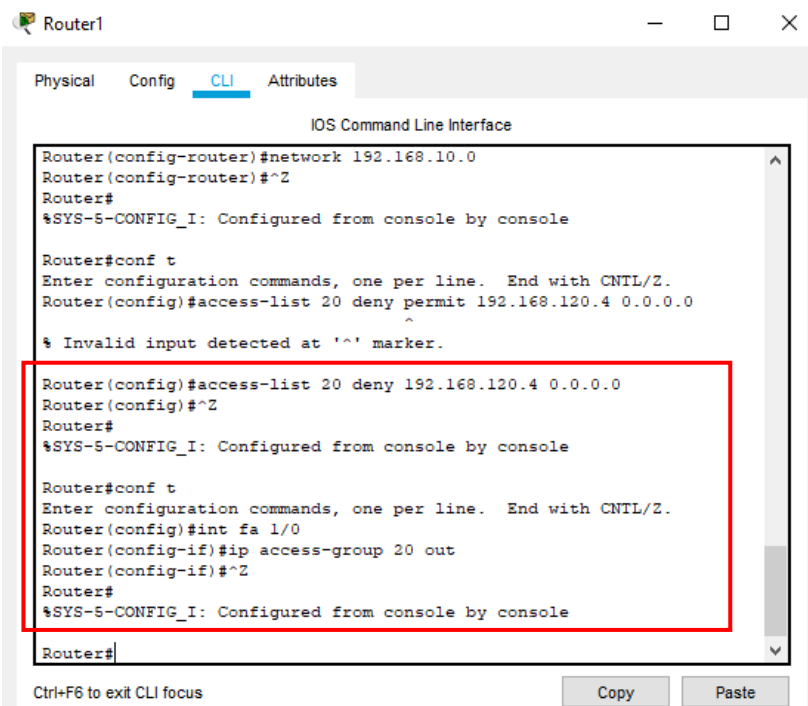 Router1
Physical Config CLI Attributes
IOS Command Line Interface
Router(config-router)#network 192.168.10.0
Router(config-router)#^Z
Router#
%SYS-5-CONFIG_I: Configured from console by console
Router#conf t
Enter configuration commands, one per line.  End with CNTL/Z.
Router(config)#access-list 20 deny permit 192.168.120.4 0.0.0.0
^
% Invalid input detected at '^' marker.
Router(config)#access-list 20 deny 192.168.120.4 0.0.0.0
Router(config)#^Z
Router#
%SYS-5-CONFIG_I: Configured from console by console
Router#conf t
Enter configuration commands, one per line.  End with CNTL/Z.
Router(config)#int fa 1/0
Router(config-if)#ip access-group 20 out
Router(config-if)#^Z
Router#
%SYS-5-CONFIG_I: Configured from console by console
Router#
Ctrl+F6 to exit CLI focus Copy Paste